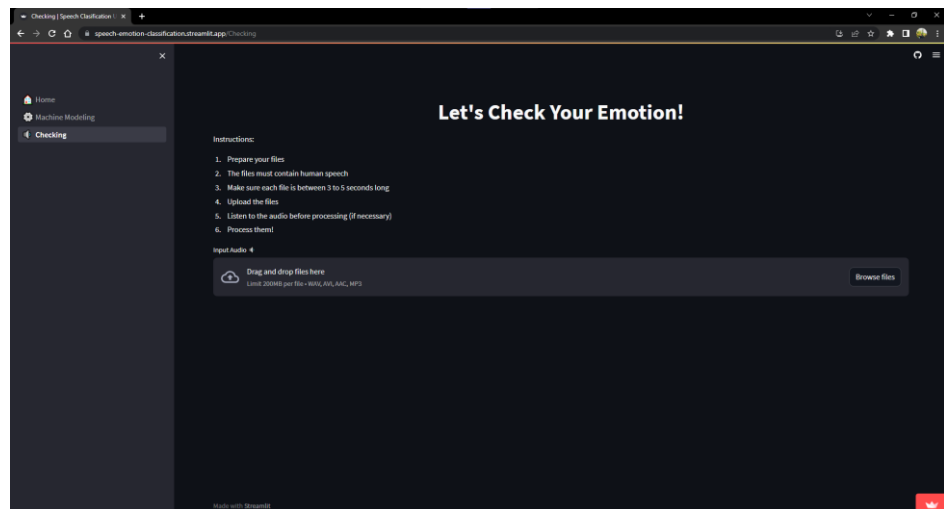 Checking | Speech Clasification
speech-emotion-classification.streamlit.app/Checking
Home
Machine Modeling
Checking
Let's Check Your Emotion!
Instructions:
1. Prepare your files
2. The files must contain human speech
3. Make sure each file is between 3 to 5 seconds long
4. Upload the files
5. Listen to the audio before processing (if necessary)
6. Process them!
Input Audio
Drag and drop files here
Limit 200MB per file • WAV, AVI, AAC, MP3
Browse files
Made with Streamlit